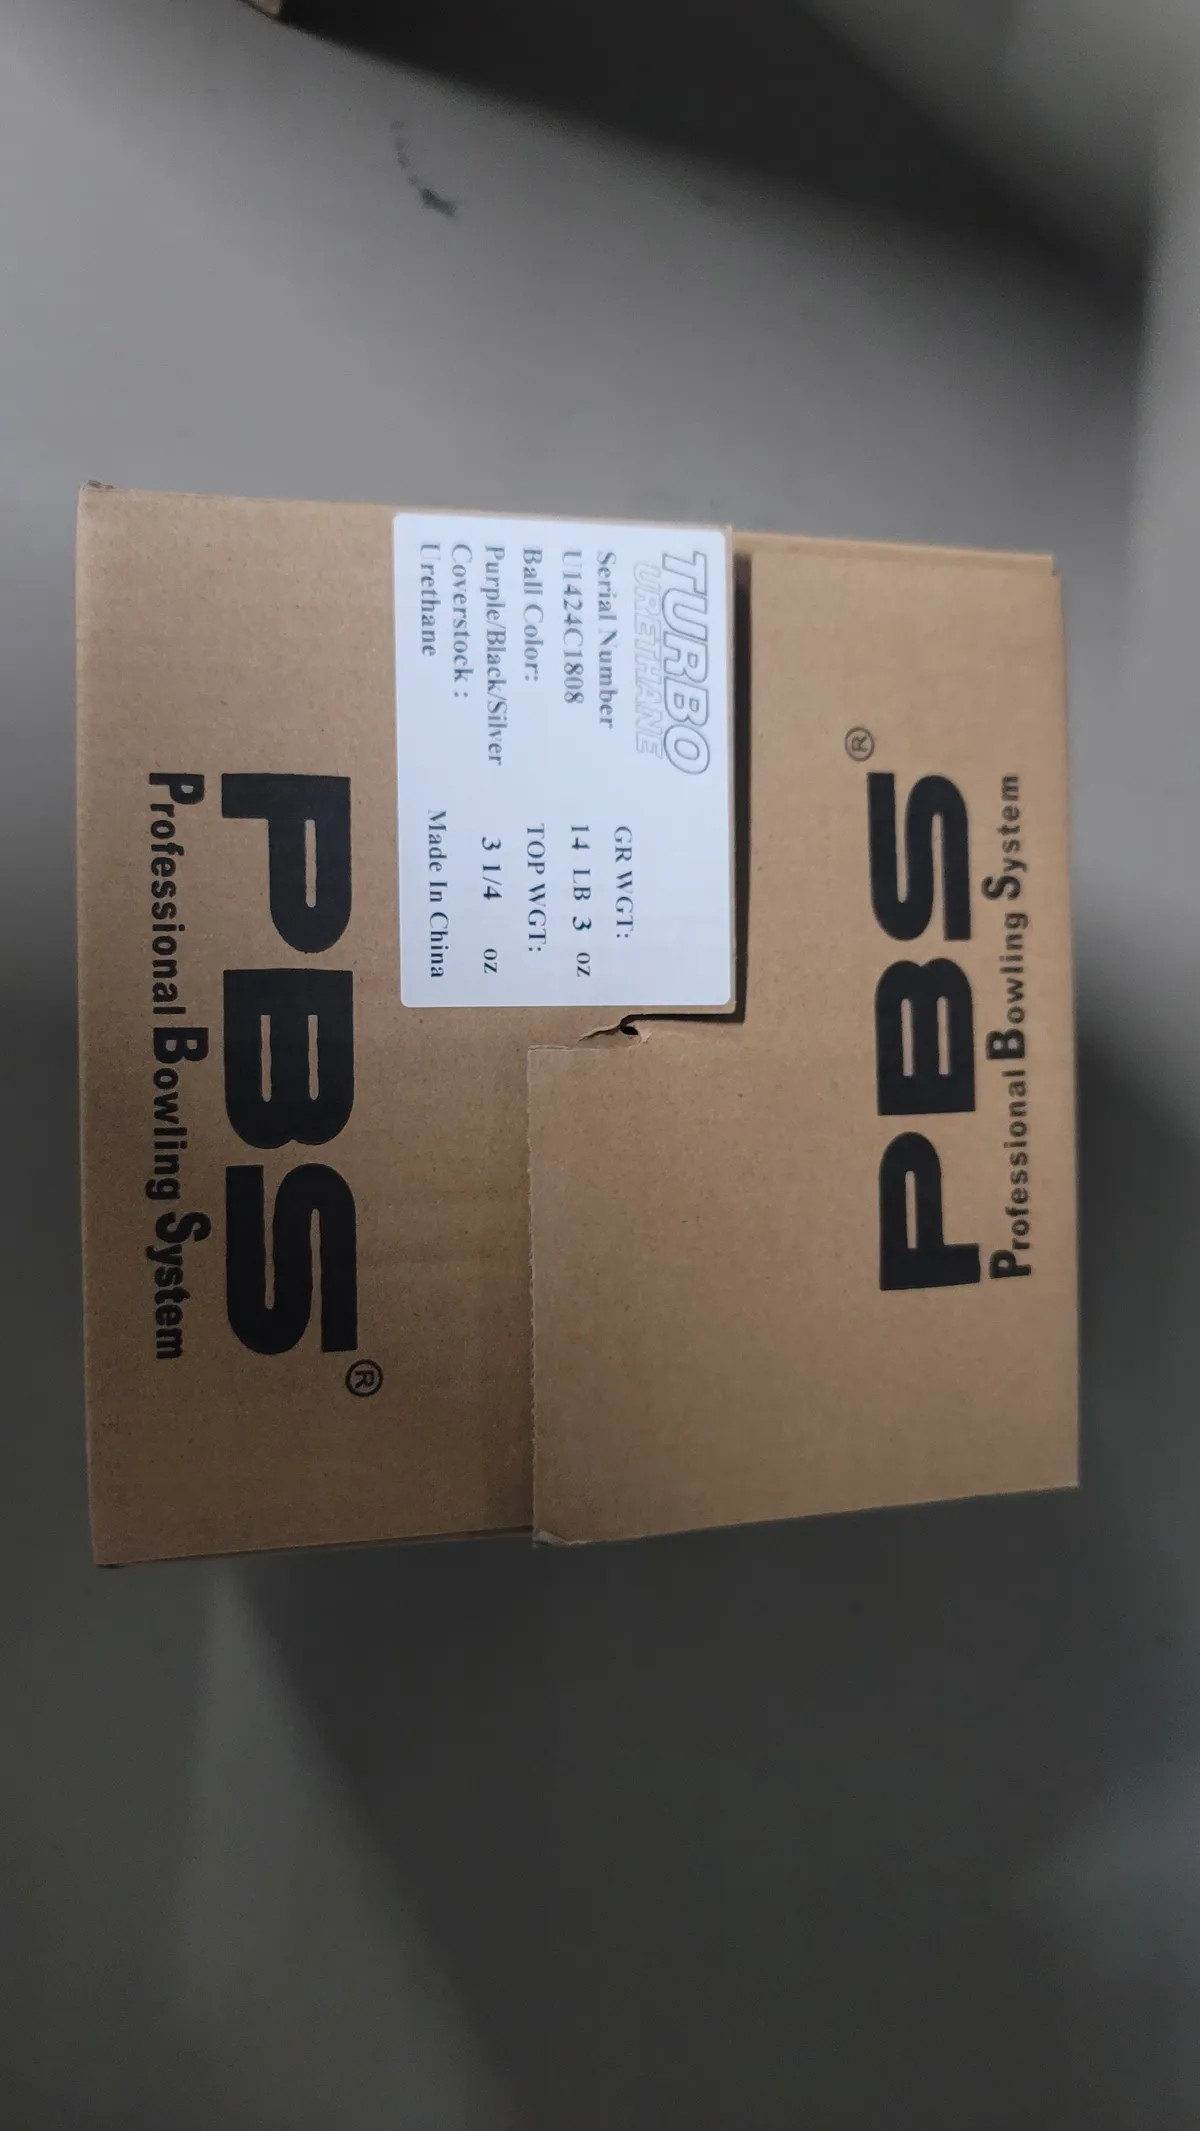 PBS®
Professional Bowling System
TURBO
URETHANE
Serial Number
U1424C1808
Ball Color:
Purple/Black/Silver
Coverstock :
Urethane
GR WGT:
14 LB 3 oz
TOP WGT:
3 1/4 oz
Made In China
PBS®
Professional Bowling System